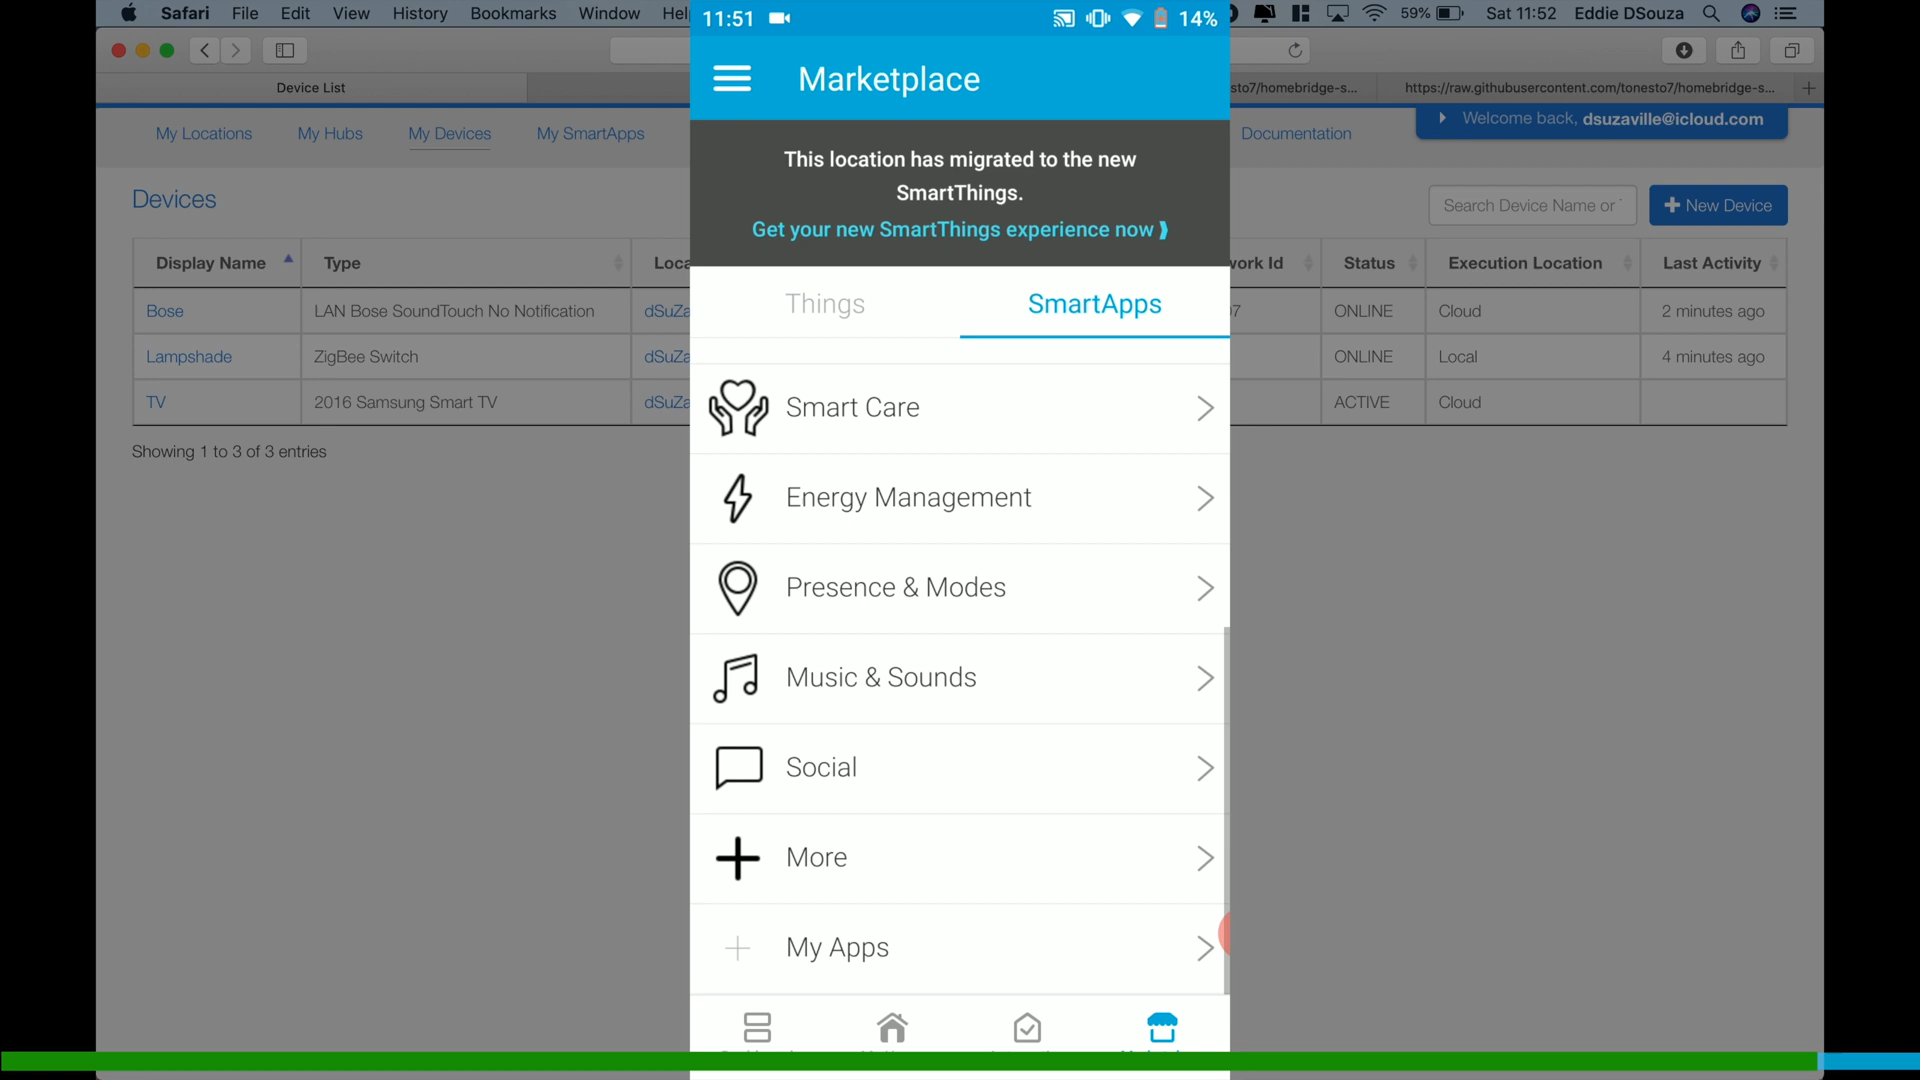 Safari File Edit View History Bookmarks Window Hel
59% Sat 11:52 Eddie DSouza
11:51 14%
Marketplace
Device List
sto7/homebridge-s...
https://raw.githubusercontent.com/tonesto7/homebridge-s...
My Locations My Hubs My Devices My SmartApps
Documentation
Welcome back, dsuzaville@icloud.com
This location has migrated to the new
SmartThings.
Get your new SmartThings experience now
Devices
Search Device Name or
New Device
Display Name Type Loca
ork Id Status Execution Location Last Activity
Bose LAN Bose SoundTouch No Notification dSuZa
07 ONLINE Cloud 2 minutes ago
Lampshade ZigBee Switch dSuZa
ONLINE Local 4 minutes ago
TV 2016 Samsung Smart TV dSuZa
ACTIVE Cloud
Showing 1 to 3 of 3 entries
Things SmartApps
Smart Care
Energy Management
Presence & Modes
Music & Sounds
Social
More
My Apps